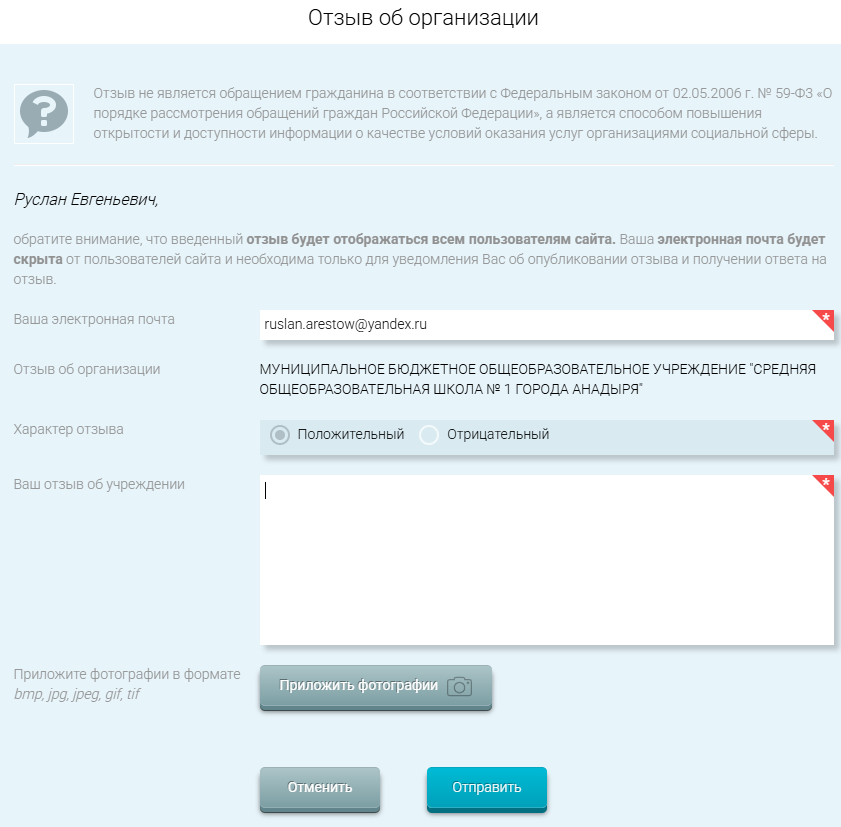 Отзыв об организации
Отзыв не является обращением гражданина в соответствии с Федеральным законом от 02.05.2006 г. № 59-ФЗ «О
порядке рассмотрения обращений граждан Российской Федерации», а является способом повышения
открытости и доступности информации о качестве условий оказания услуг организациями социальной сферы.
Руслан Евгеньевич,
обратите внимание, что введенный отзыв будет отображаться всем пользователям сайта. Ваша электронная почта будет
скрыта от пользователей сайта и необходима только для уведомления Вас об опубликовании отзыва и получении ответа на
отзыв.
Ваша электронная почта
ruslan.arestow@yandex.ru
Отзыв об организации
МУНИЦИПАЛЬНОЕ БЮДЖЕТНОЕ ОБЩЕОБРАЗОВАТЕЛЬНОЕ УЧРЕЖДЕНИЕ "СРЕДНЯЯ
ОБЩЕОБРАЗОВАТЕЛЬНАЯ ШКОЛА № 1 ГОРОДА АНАДЫРЯ"
Характер отзыва
Положительный Отрицательный
Ваш отзыв об учреждении
Приложите фотографии в формате
bmp, jpg, jpeg, gif, tif
Приложить фотографии
Отменить Отправить